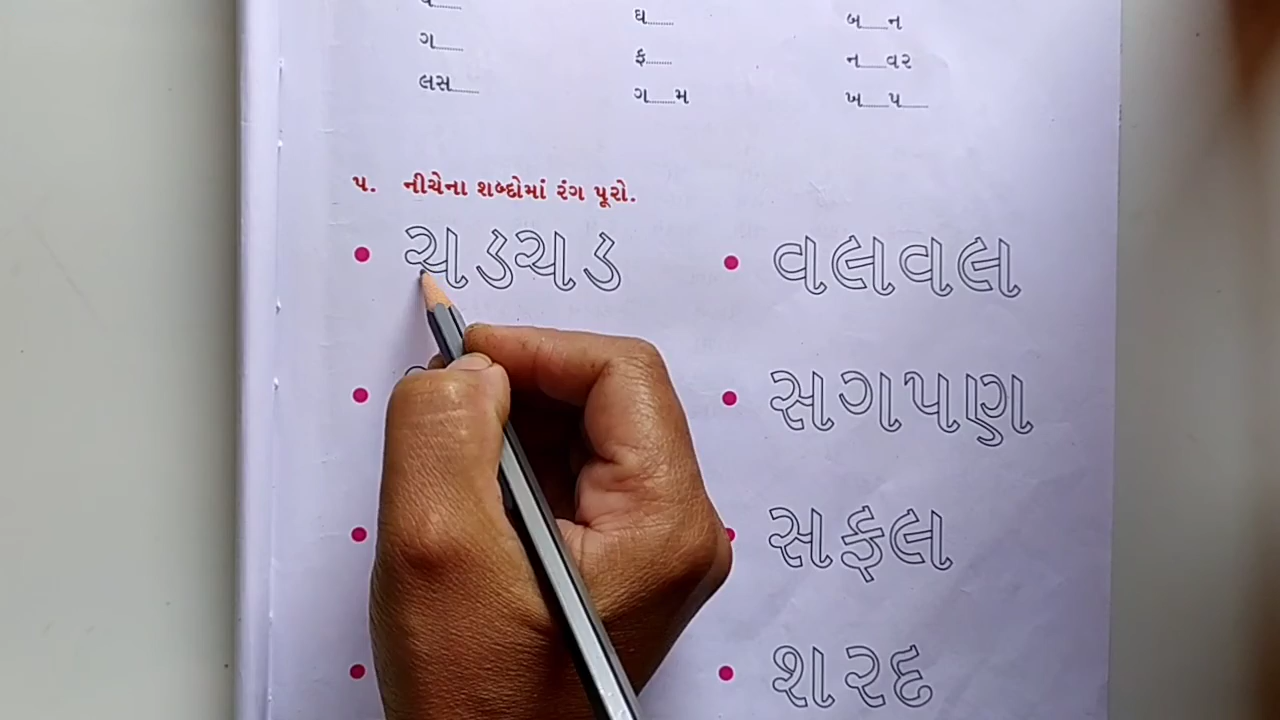 ગ...... ફ......
લસ...... ગ......મ
ઘ......
બ......ન
ન......વર
ખ......પ......
૫. નીચેના શબ્દોમાં રંગ પૂરો.
ચડચડ
વલવલ
સગપણ
સફલ
શરદ